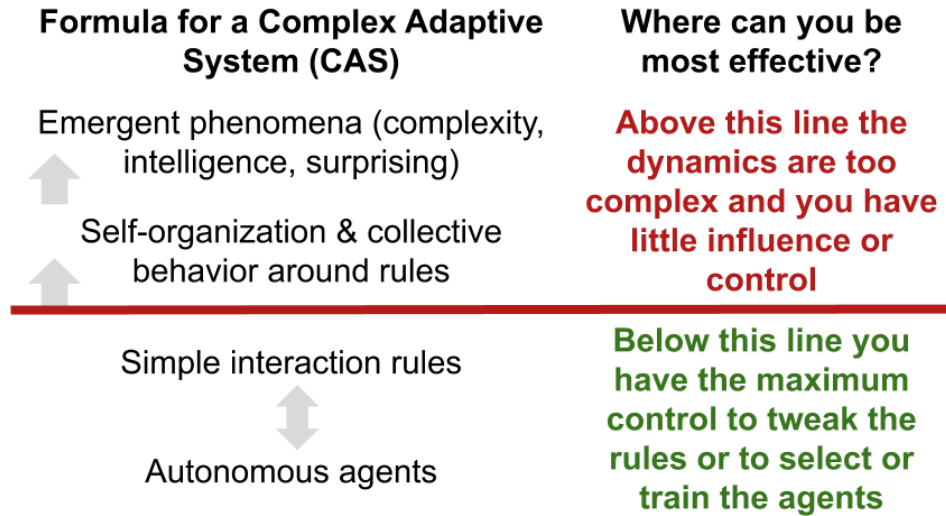 Formula for a Complex Adaptive
System (CAS)
Where can you be
most effective?
Emergent phenomena (complexity,
intelligence, surprising)
Self-organization & collective
behavior around rules
Above this line the
dynamics are too
complex and you have
little influence or
control
Simple interaction rules
Autonomous agents
Below this line you
have the maximum
control to tweak the
rules or to select or
train the agents